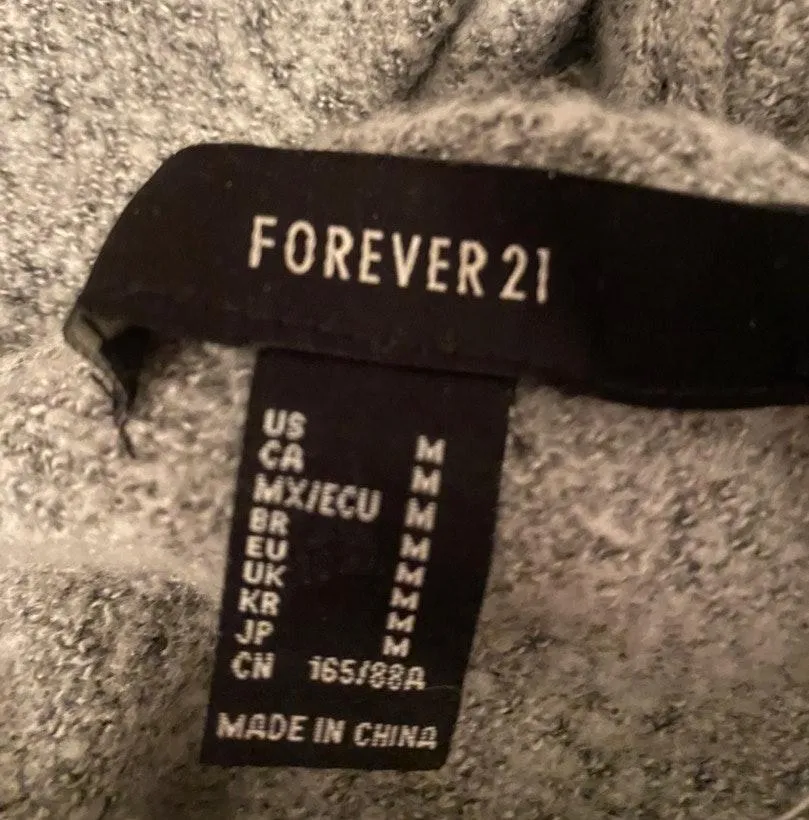 FOREVER 21
US M
CA M
MX/ECU M
BR M
EU M
UK M
KR M
JP M
CN 165/88A
MADE IN CHINA